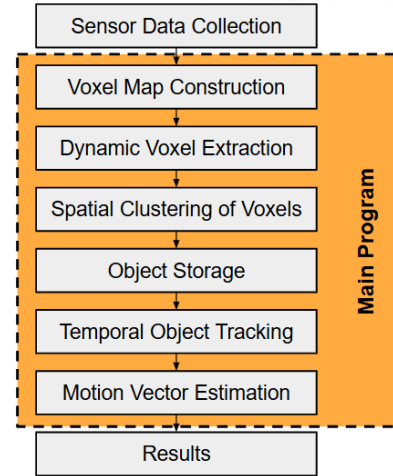 Sensor Data Collection
Voxel Map Construction
Dynamic Voxel Extraction
Spatial Clustering of Voxels
Object Storage
Temporal Object Tracking
Motion Vector Estimation
Main Program
Results